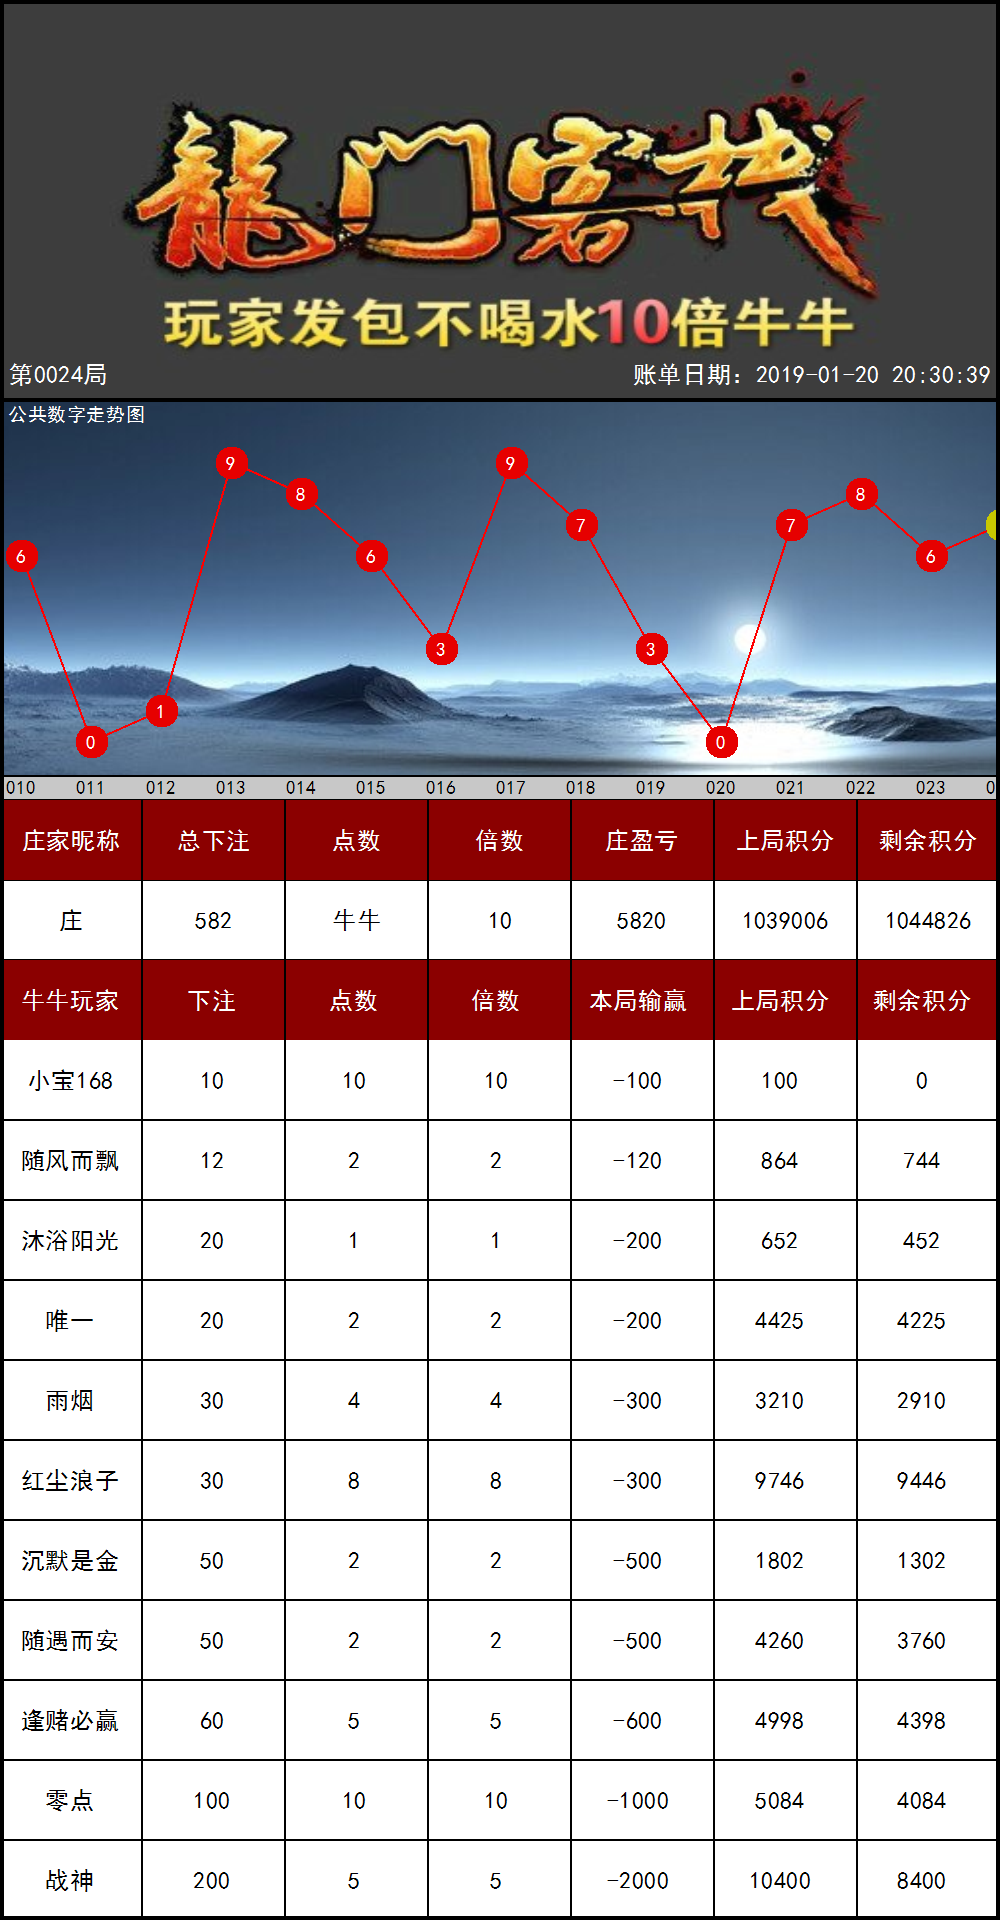 龍门客栈
玩家发包不喝水10倍牛牛
第0024局 账单日期：2019-01-20 20:30:39
公共数字走势图
6 0 1 9 8 6 3 9 7 3 0 7 8 6
010 011 012 013 014 015 016 017 018 019 020 021 022 023 0
庄家昵称 总下注 点数 倍数 庄盈亏 上局积分 剩余积分
庄 582 牛牛 10 5820 1039006 1044826
牛牛玩家 下注 点数 倍数 本局输赢 上局积分 剩余积分
小宝168 10 10 10 -100 100 0
随风而飘 12 2 2 -120 864 744
沐浴阳光 20 1 1 -200 652 452
唯一 20 2 2 -200 4425 4225
雨烟 30 4 4 -300 3210 2910
红尘浪子 30 8 8 -300 9746 9446
沉默是金 50 2 2 -500 1802 1302
随遇而安 50 2 2 -500 4260 3760
逢赌必赢 60 5 5 -600 4998 4398
零点 100 10 10 -1000 5084 4084
战神 200 5 5 -2000 10400 8400